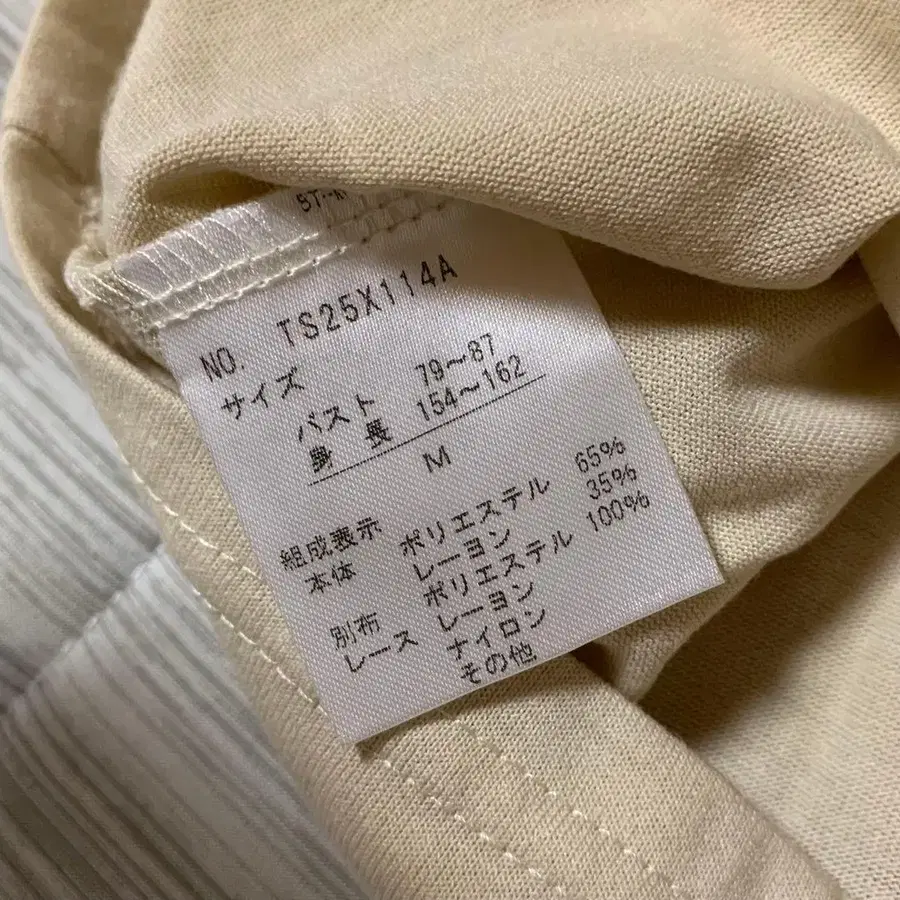 NO. TS25X114A
サイズ
バスト 79～87
身長 154～162
M
組成表示
本体 ポリエステル 65%
レーヨン 35%
別布 ポリエステル 100%
レース レーヨン
ナイロン
その他